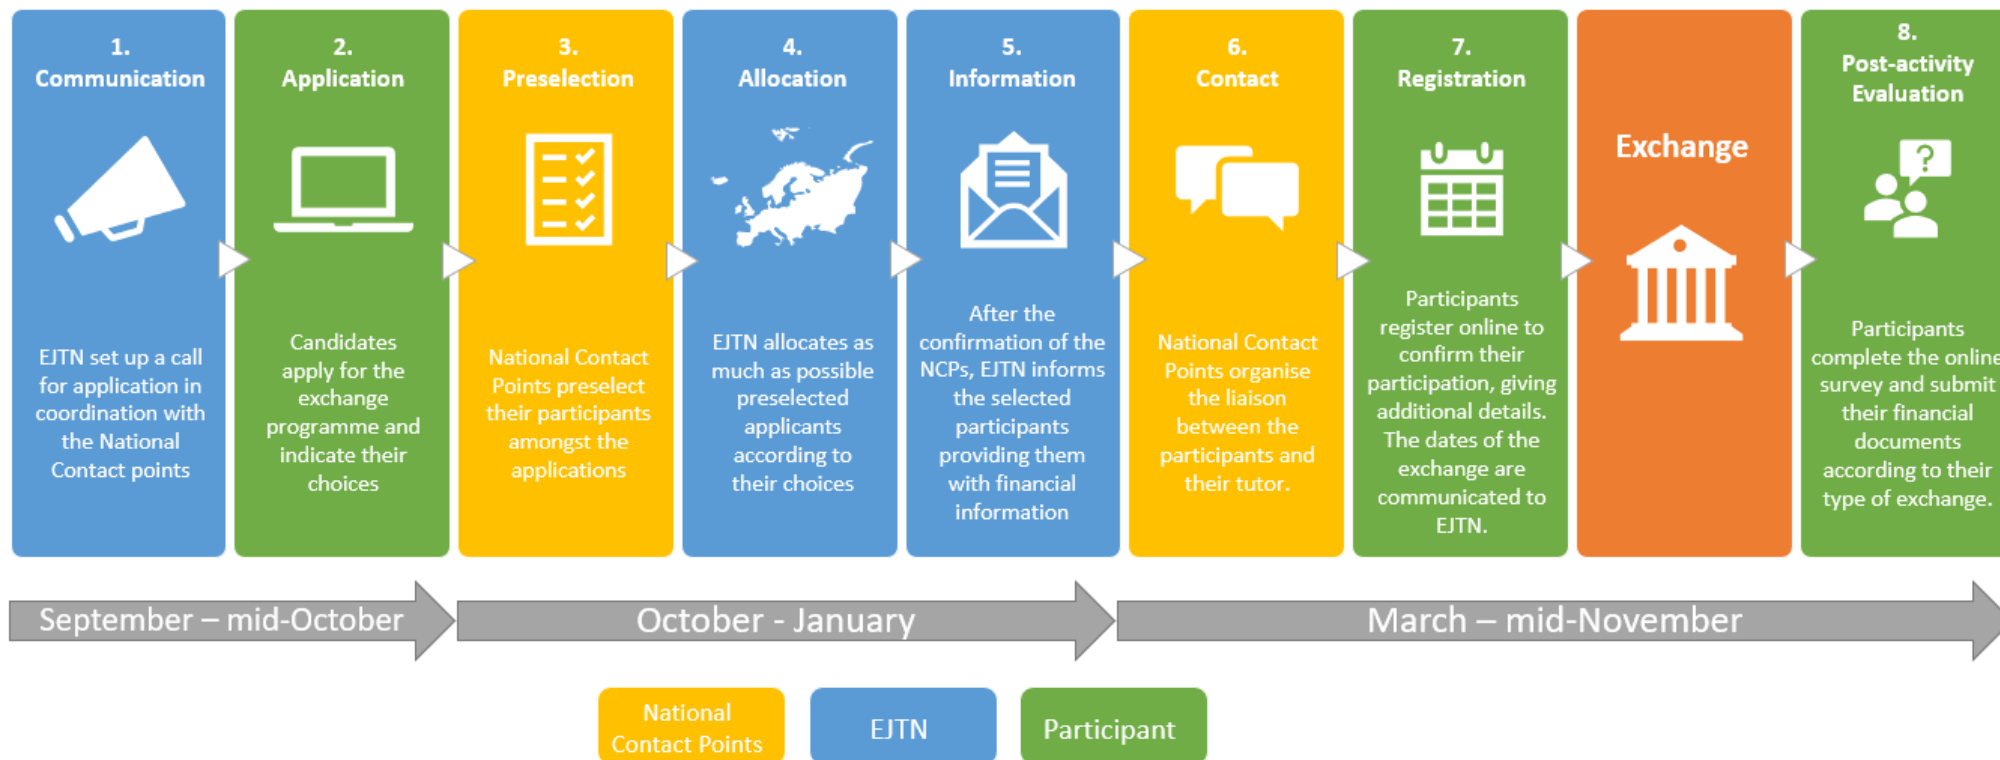 1.
Communication
EJTN set up a call
for application in
coordination with
the National
Contact points
2.
Application
Candidates
apply for the
exchange
programme and
indicate their
choices
3.
Preselection
National Contact
Points preselect
their participants
amongst the
applications
4.
Allocation
EJTN allocates as
much as possible
preselected
applicants
according to
their choices
5.
Information
After the
confirmation of the
NCPs, EJTN informs
the selected
participants
providing them
with financial
information
6.
Contact
National Contact
Points organise
the liaison
between the
participants and
their tutor.
7.
Registration
Participants
register online to
confirm their
participation, giving
additional details.
The dates of the
exchange are
communicated to
EJTN.
Exchange
8.
Post-activity
Evaluation
?
Participants
complete the online
survey and submit
their financial
documents
according to their
type of exchange.
September – mid-October
October - January
March – mid-November
National
Contact Points
EJTN
Participant